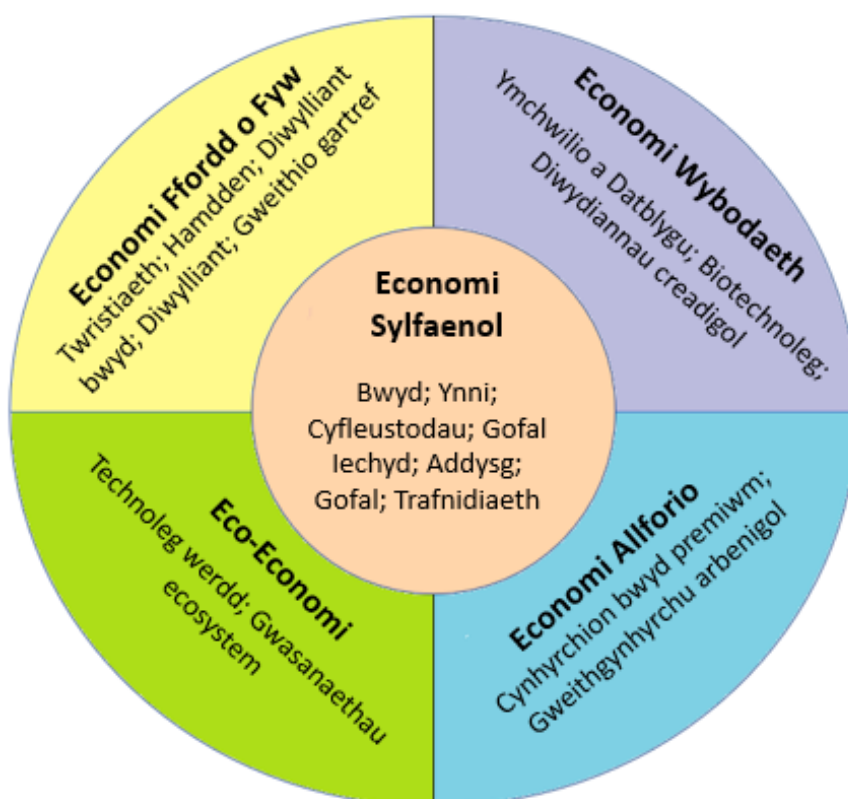 Economi Ffordd o Fyw
Twristiaeth; Hamdden; Diwylliant
bwyd; Diwylliant; Gweithio gartref
Economi Wybodaeth
Ymchwilio a Datblygu; Biotechnoleg;
Diwydiannau creadigol
Economi
Sylfaenol
Bwyd; Ynni;
Cyfleustodau; Gofal
Iechyd; Addysg;
Gofal; Trafnidiaeth
Eco-Economi
Technoleg werdd; Gwasanaethau
ecosystem
Economi Allforio
Cynhyrchion bwyd premiwm;
Gweithgynhyrchu arbenigol